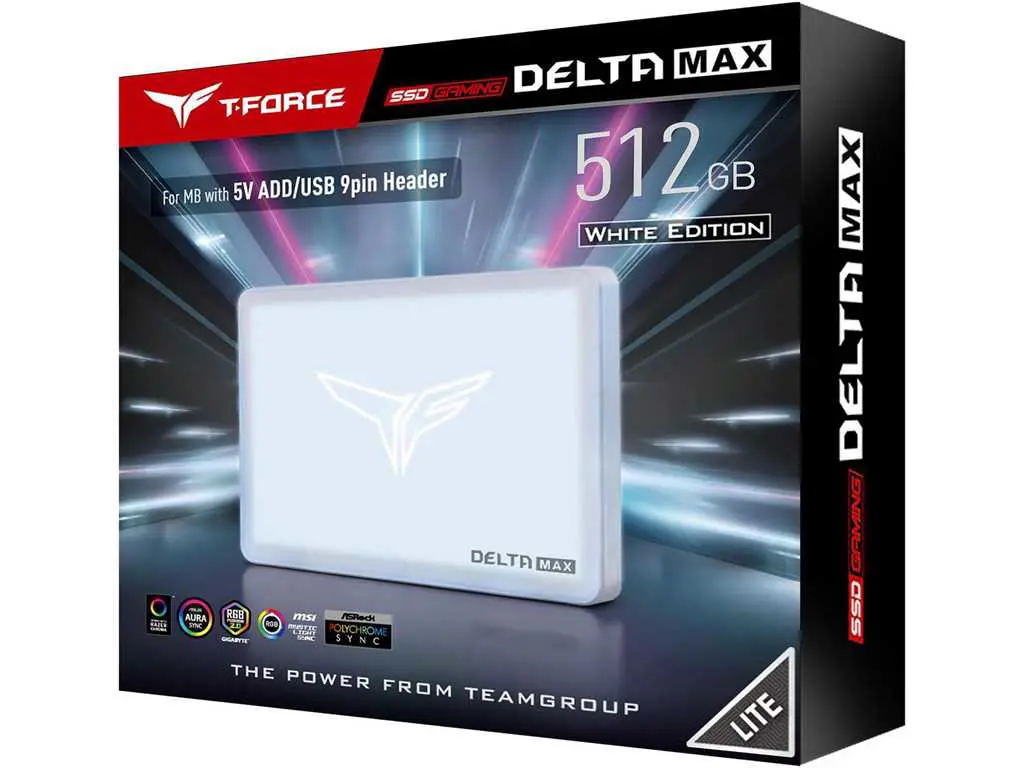 T-FORCE
SSD GAMING DELTA MAX
512GB
For MB with 5V ADD/USB 9pin Header
WHITE EDITION
DELTA MAX
RAZER
CHROMA
ASUS
AURA
SYNC
RGB
FUSION
2.0
GIGABYTE
RGB
msi
MYSTIC
LIGHT
SYNC
ASRock
POLYCHROME
SYNC
THE POWER FROM TEAMGROUP
LITE
SSD GAMING DELTA MAX